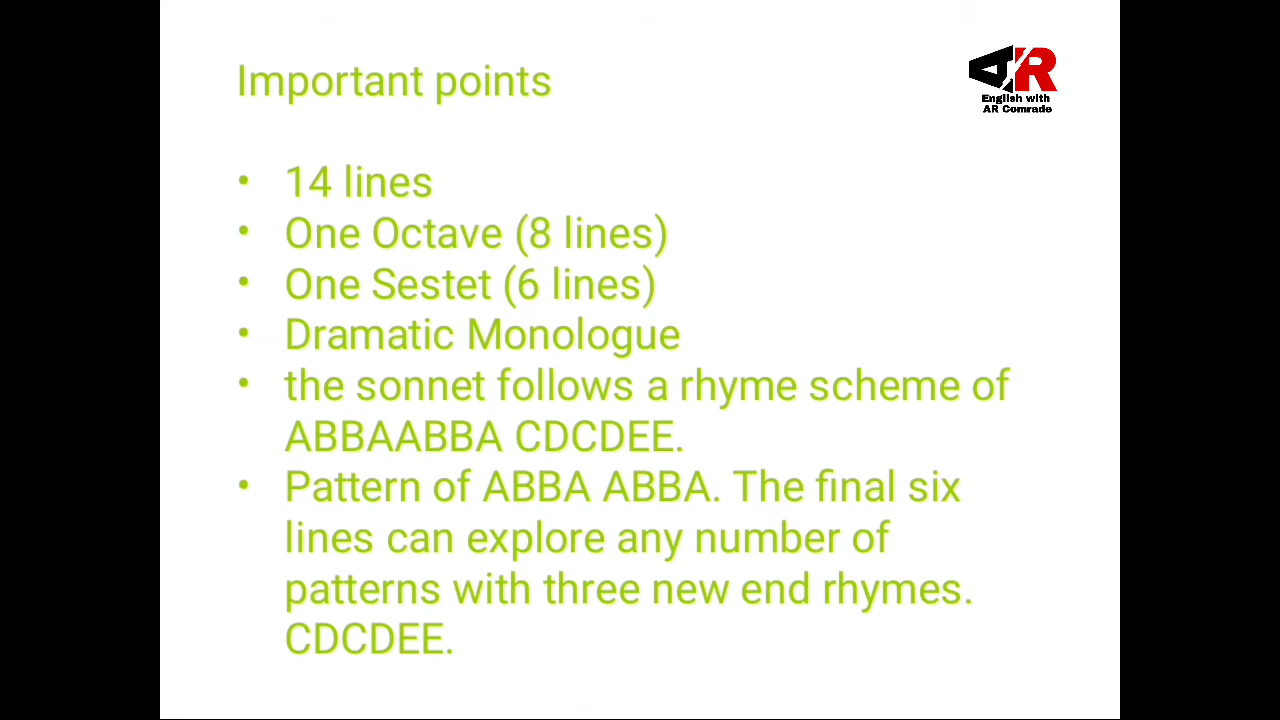 Important points
AR
English with
AR Comrade
• 14 lines
• One Octave (8 lines)
• One Sestet (6 lines)
• Dramatic Monologue
• the sonnet follows a rhyme scheme of
ABBAABBA CDCDEE.
• Pattern of ABBA ABBA. The final six
lines can explore any number of
patterns with three new end rhymes.
CDCDEE.